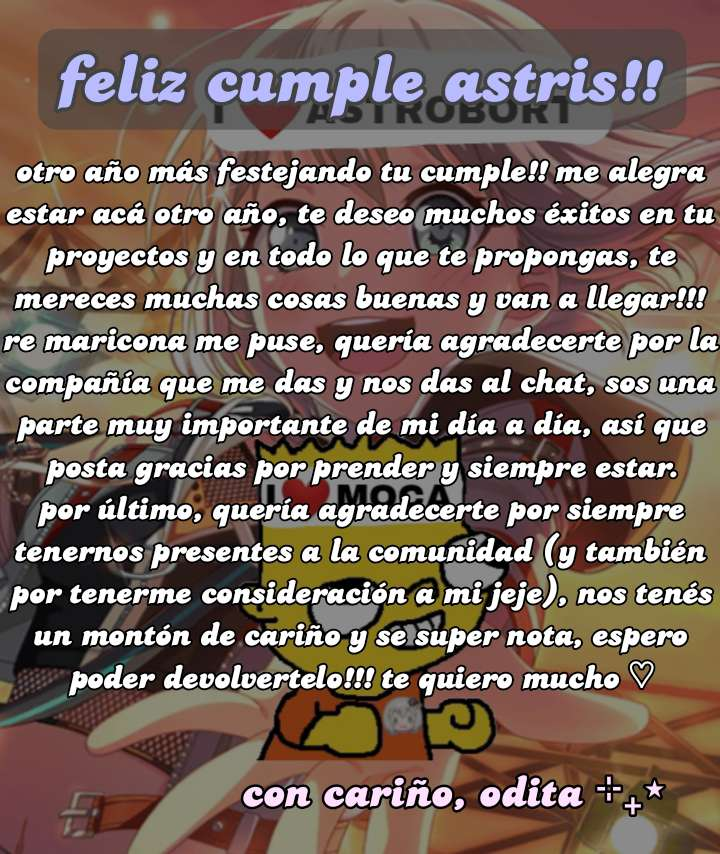 feliz cumple astris!!
I ❤ ASTROBORT
otro año más festejando tu cumple!! me alegra
estar acá otro año, te deseo muchos éxitos en tu
proyectos y en todo lo que te propongas, te
mereces muchas cosas buenas y van a llegar!!!
re maricona me puse, quería agradecerte por la
compañía que me das y nos das al chat, sos una
parte muy importante de mi día a día, así que
posta gracias por prender y siempre estar.
I ❤ MOCA
por último, quería agradecerte por siempre
tenernos presentes a la comunidad (y también
por tenerme consideración a mi jeje), nos tenés
un montón de cariño y se super nota, espero
poder devolvertelo!!! te quiero mucho ♡
con cariño, odita ⊹₊⋆